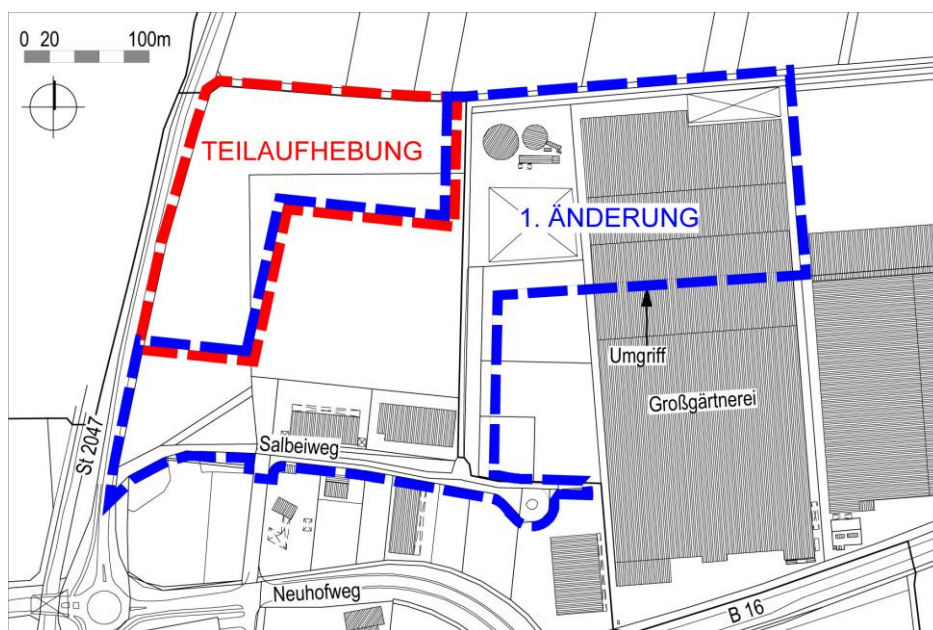 0 20 100m
TEILAUFHEBUNG
1. ÄNDERUNG
Umgriff
Großgärtnerei
St 2047
Salbeiweg
Neuhofweg
B 16